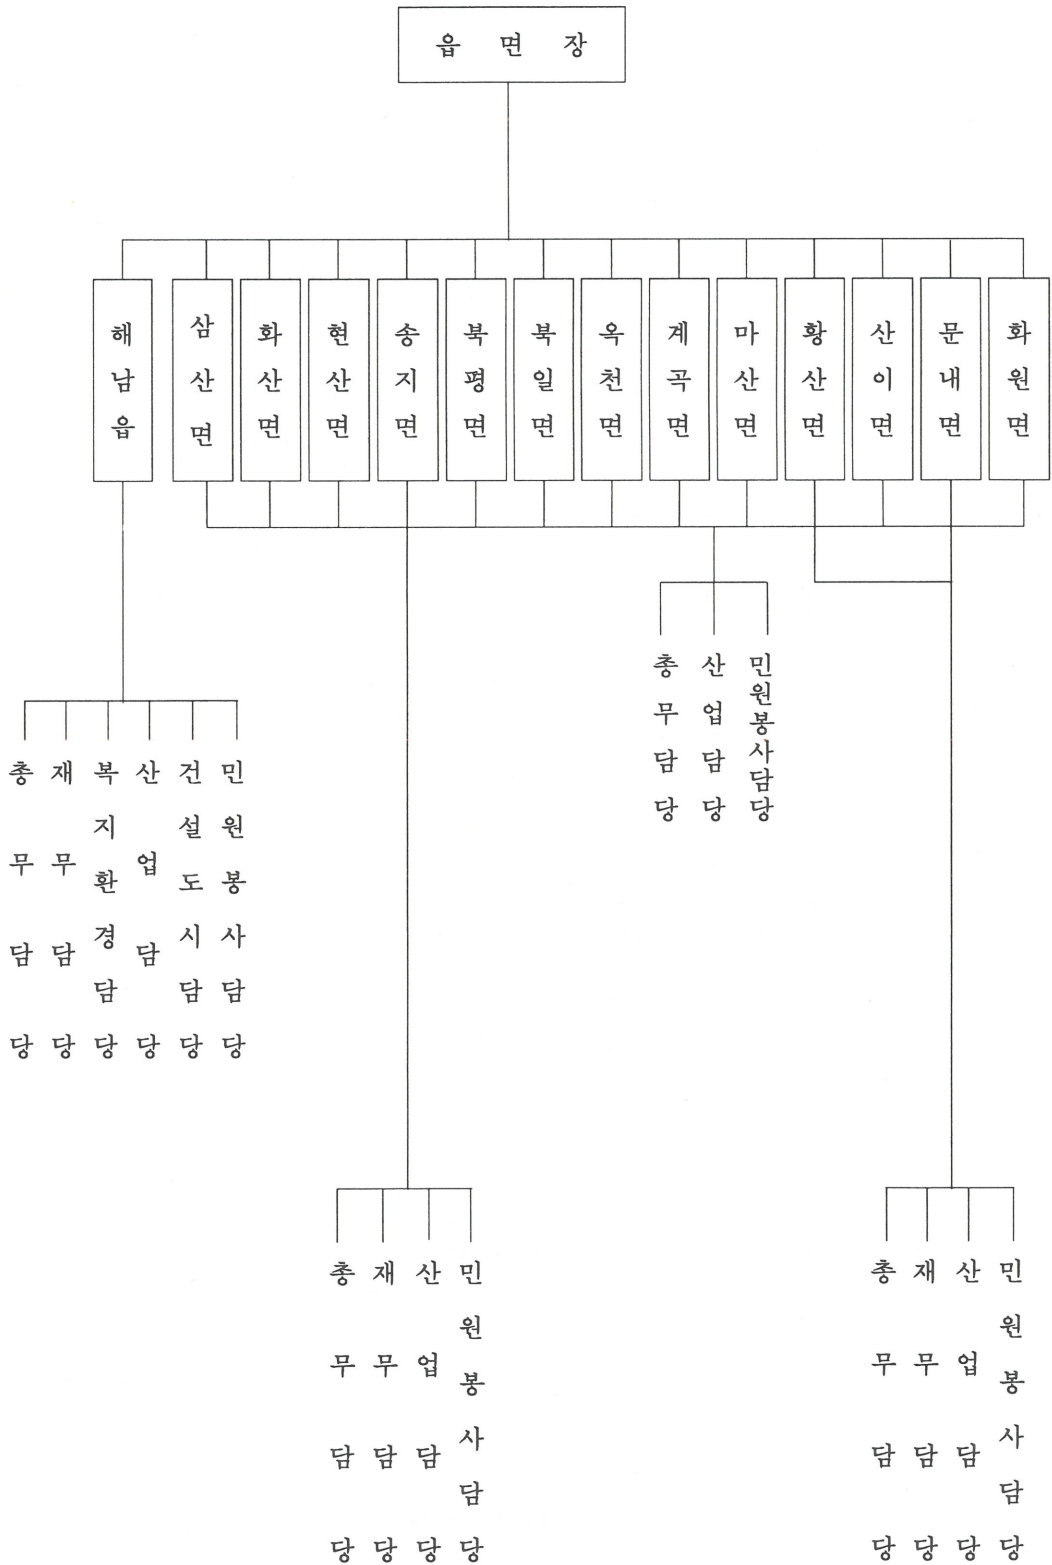 읍 면 장
해남읍
삼산면
화산면
현산면
송지면
북평면
북일면
옥천면
계곡면
마산면
황산면
산이면
문내면
화원면
총무담당
산업담당
민원봉사담당
총무담당
재무담당
복지환경담당
산업담당
건설도시담당
민원봉사담당
총무담당
재무담당
산업담당
민원봉사담당
총무담당
재무담당
산업담당
민원봉사담당